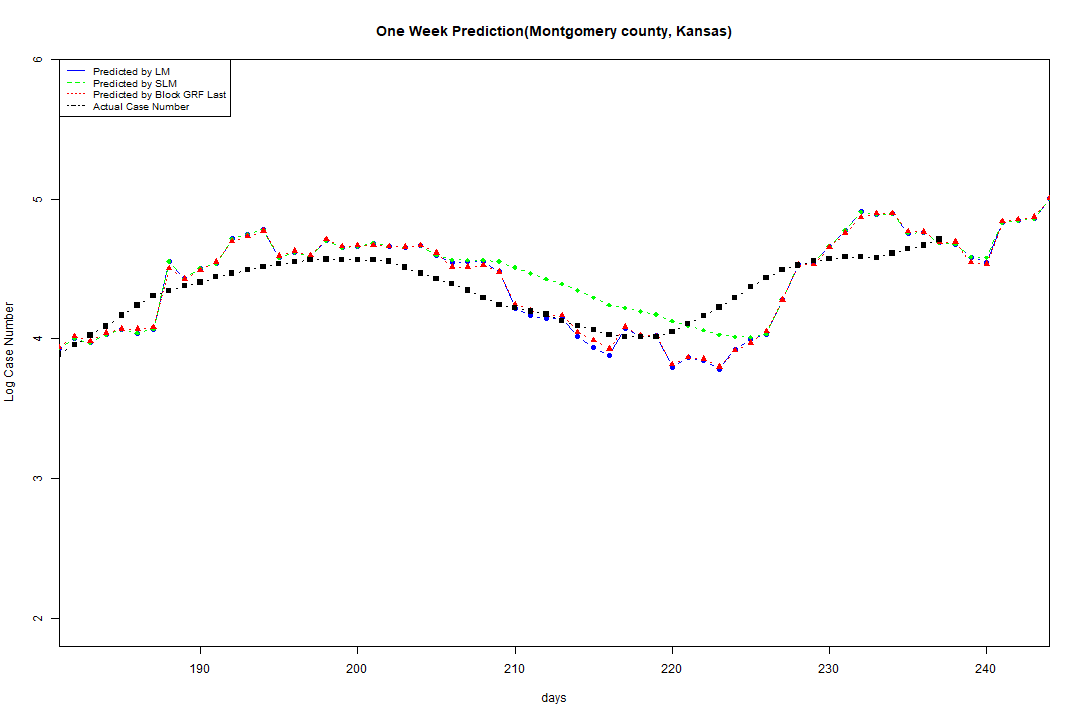 One Week Prediction(Montgomery county, Kansas)
Predicted by LM
Predicted by SLM
Predicted by Block GRF Last
Actual Case Number
6
5
4
3
2
Log Case Number
190
200
210
220
230
240
days